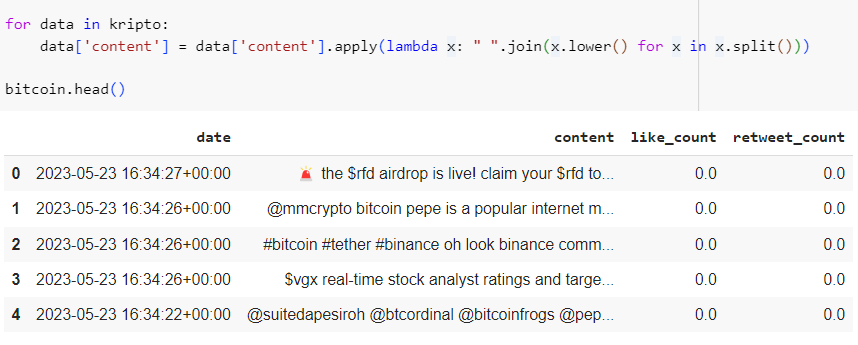 for data in kripto:
    data['content'] = data['content'].apply(lambda x: " ".join(x.lower() for x in x.split()))
bitcoin.head()
date content like_count retweet_count
0 2023-05-23 16:34:27+00:00 🚨 the $rfd airdrop is live! claim your $rfd to... 0.0 0.0
1 2023-05-23 16:34:26+00:00 @mmcrypto bitcoin pepe is a popular internet m... 0.0 0.0
2 2023-05-23 16:34:26+00:00 #bitcoin #tether #binance oh look binance comm... 0.0 0.0
3 2023-05-23 16:34:26+00:00 $vgx real-time stock analyst ratings and targe... 0.0 0.0
4 2023-05-23 16:34:22+00:00 @suitedapesiroh @btcordinal @bitcoinfrogs @pep... 0.0 0.0